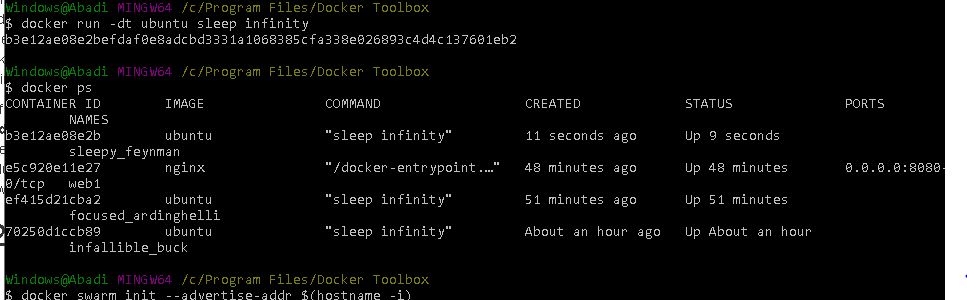 Windows@Abadi MINGW64 /c/Program Files/Docker Toolbox
$ docker run -dt ubuntu sleep infinity
b3e12ae08e2befdaf0e8adcbd3331a1068385cfa338e026893c4d4c137601eb2
Windows@Abadi MINGW64 /c/Program Files/Docker Toolbox
$ docker ps
CONTAINER ID IMAGE COMMAND CREATED STATUS PORTS
NAMES
b3e12ae08e2b ubuntu "sleep infinity" 11 seconds ago Up 9 seconds
sleepy_feynman
e5c920e11e27 nginx "/docker-entrypoint.…" 48 minutes ago Up 48 minutes 0.0.0.0:8080-
0/tcp web1
ef415d21cba2 ubuntu "sleep infinity" 51 minutes ago Up 51 minutes
focused_ardinghelli
70250d1ccb89 ubuntu "sleep infinity" About an hour ago Up About an hour
infallible_buck
Windows@Abadi MINGW64 /c/Program Files/Docker Toolbox
$ docker swarm init --advertise-addr $(hostname -i)